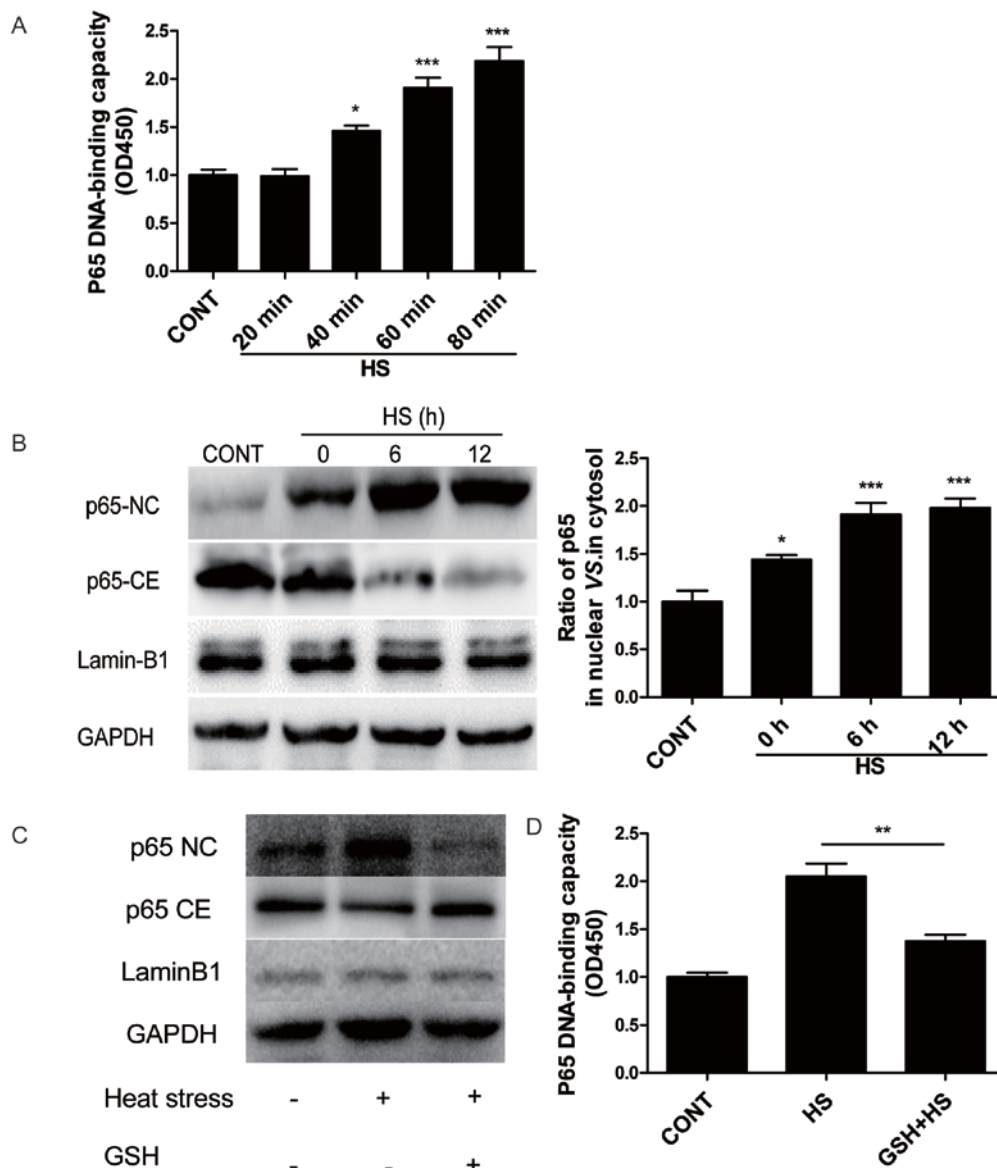 A
P65 DNA-binding capacity
(OD450)
2.5
2.0
1.5
1.0
0.5
0.0
*
***
***
CONT
20 min
40 min
60 min
80 min
HS
B
HS (h)
CONT
0
6
12
p65-NC
p65-CE
Lamin-B1
GAPDH
Ratio of p65
in nuclear VS.in cytosol
2.5
2.0
1.5
1.0
0.5
0.0
*
***
***
CONT
0 h
6 h
12 h
HS
C
p65 NC
p65 CE
LaminB1
GAPDH
Heat stress - + +
GSH - - +
D
P65 DNA-binding capacity
(OD450)
2.5
2.0
1.5
1.0
0.5
0.0
**
CONT
HS
GSH+HS